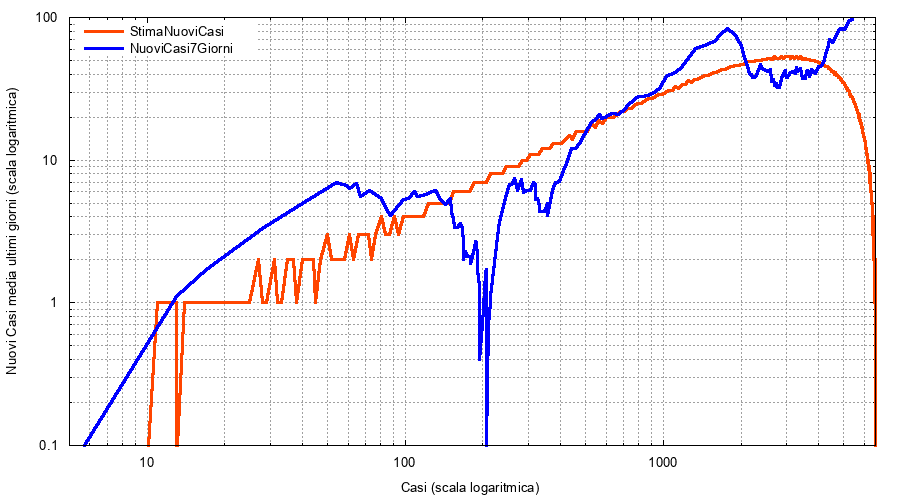 100
StimaNuoviCasi
NuoviCasi7Giorni
10
1
0.1
Nuovi Casi media ultimi giorni (scala logaritmica)
10 100 1000
Casi (scala logaritmica)